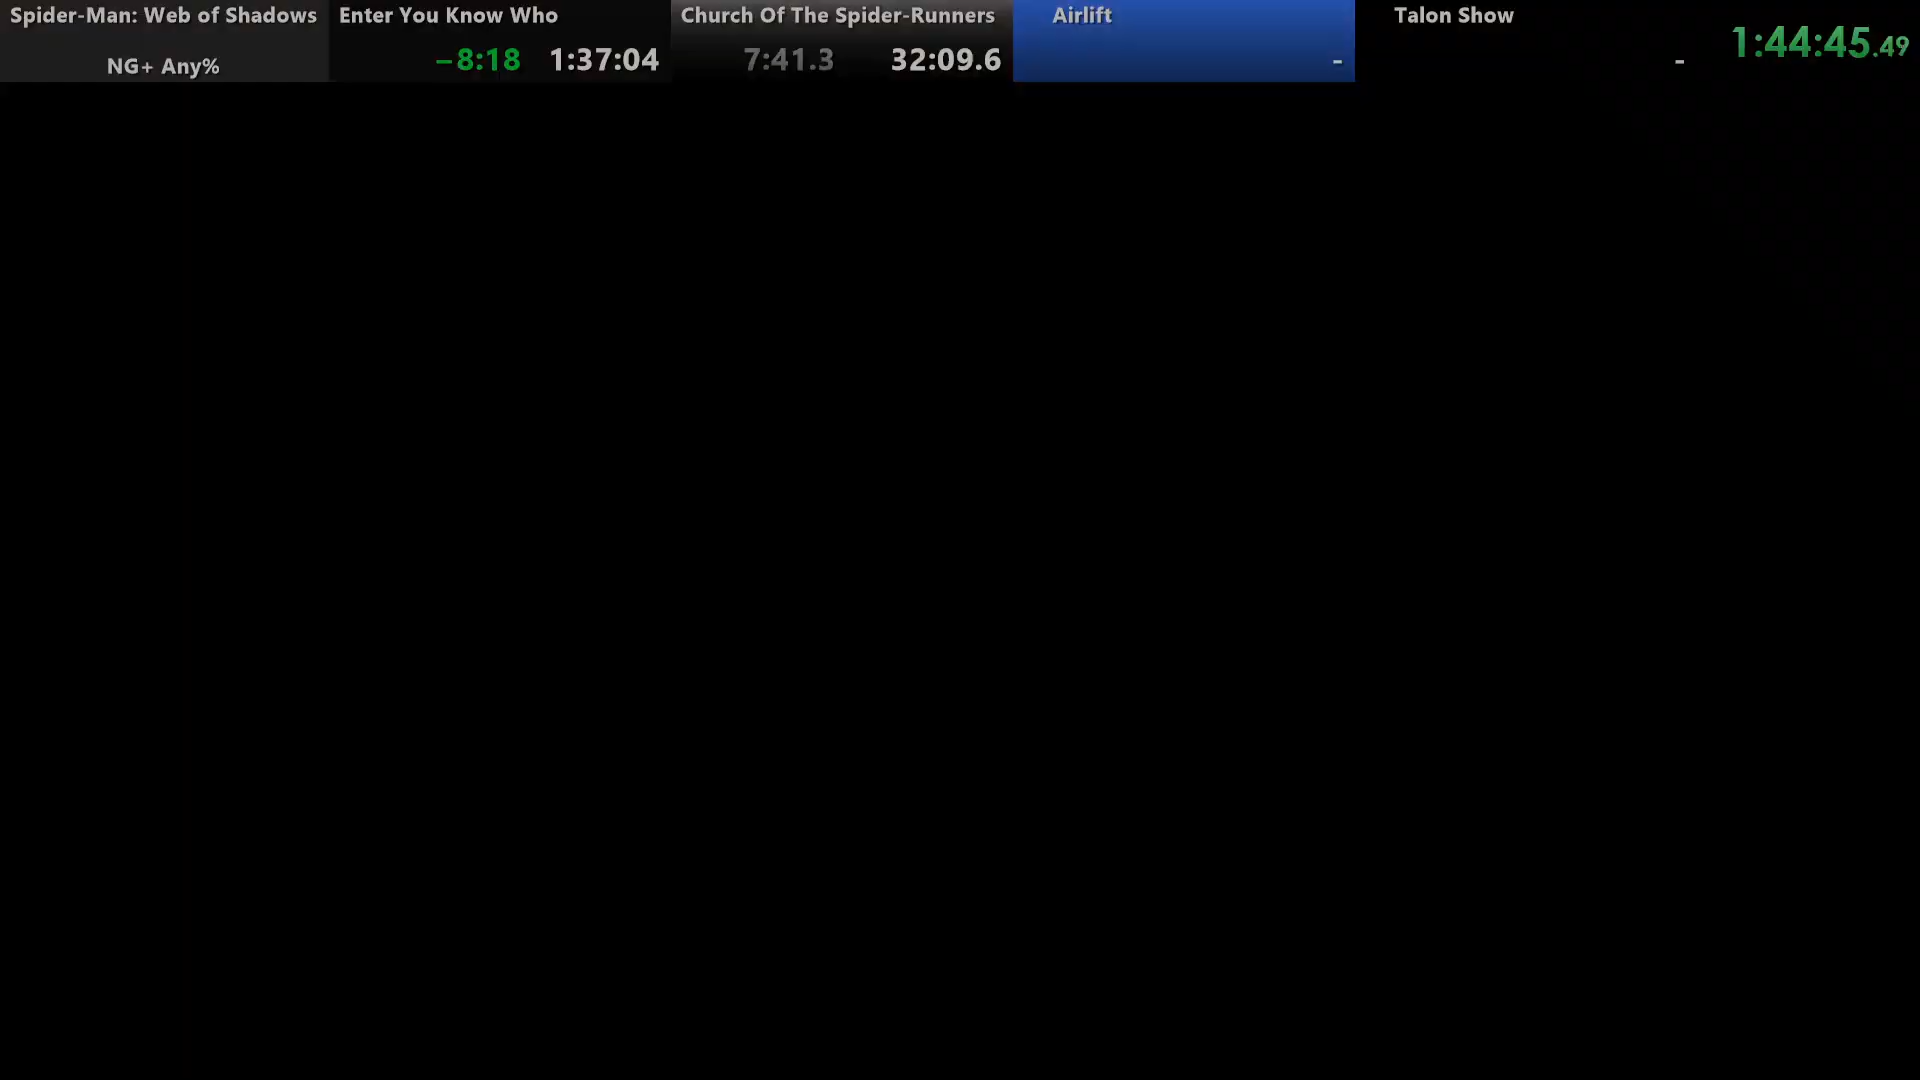 Spider-Man: Web of Shadows
NG+ Any%
Enter You Know Who
−8:18 1:37:04
Church Of The Spider-Runners
7:41.3 32:09.6
Airlift
-
Talon Show
-
1:44:45.49